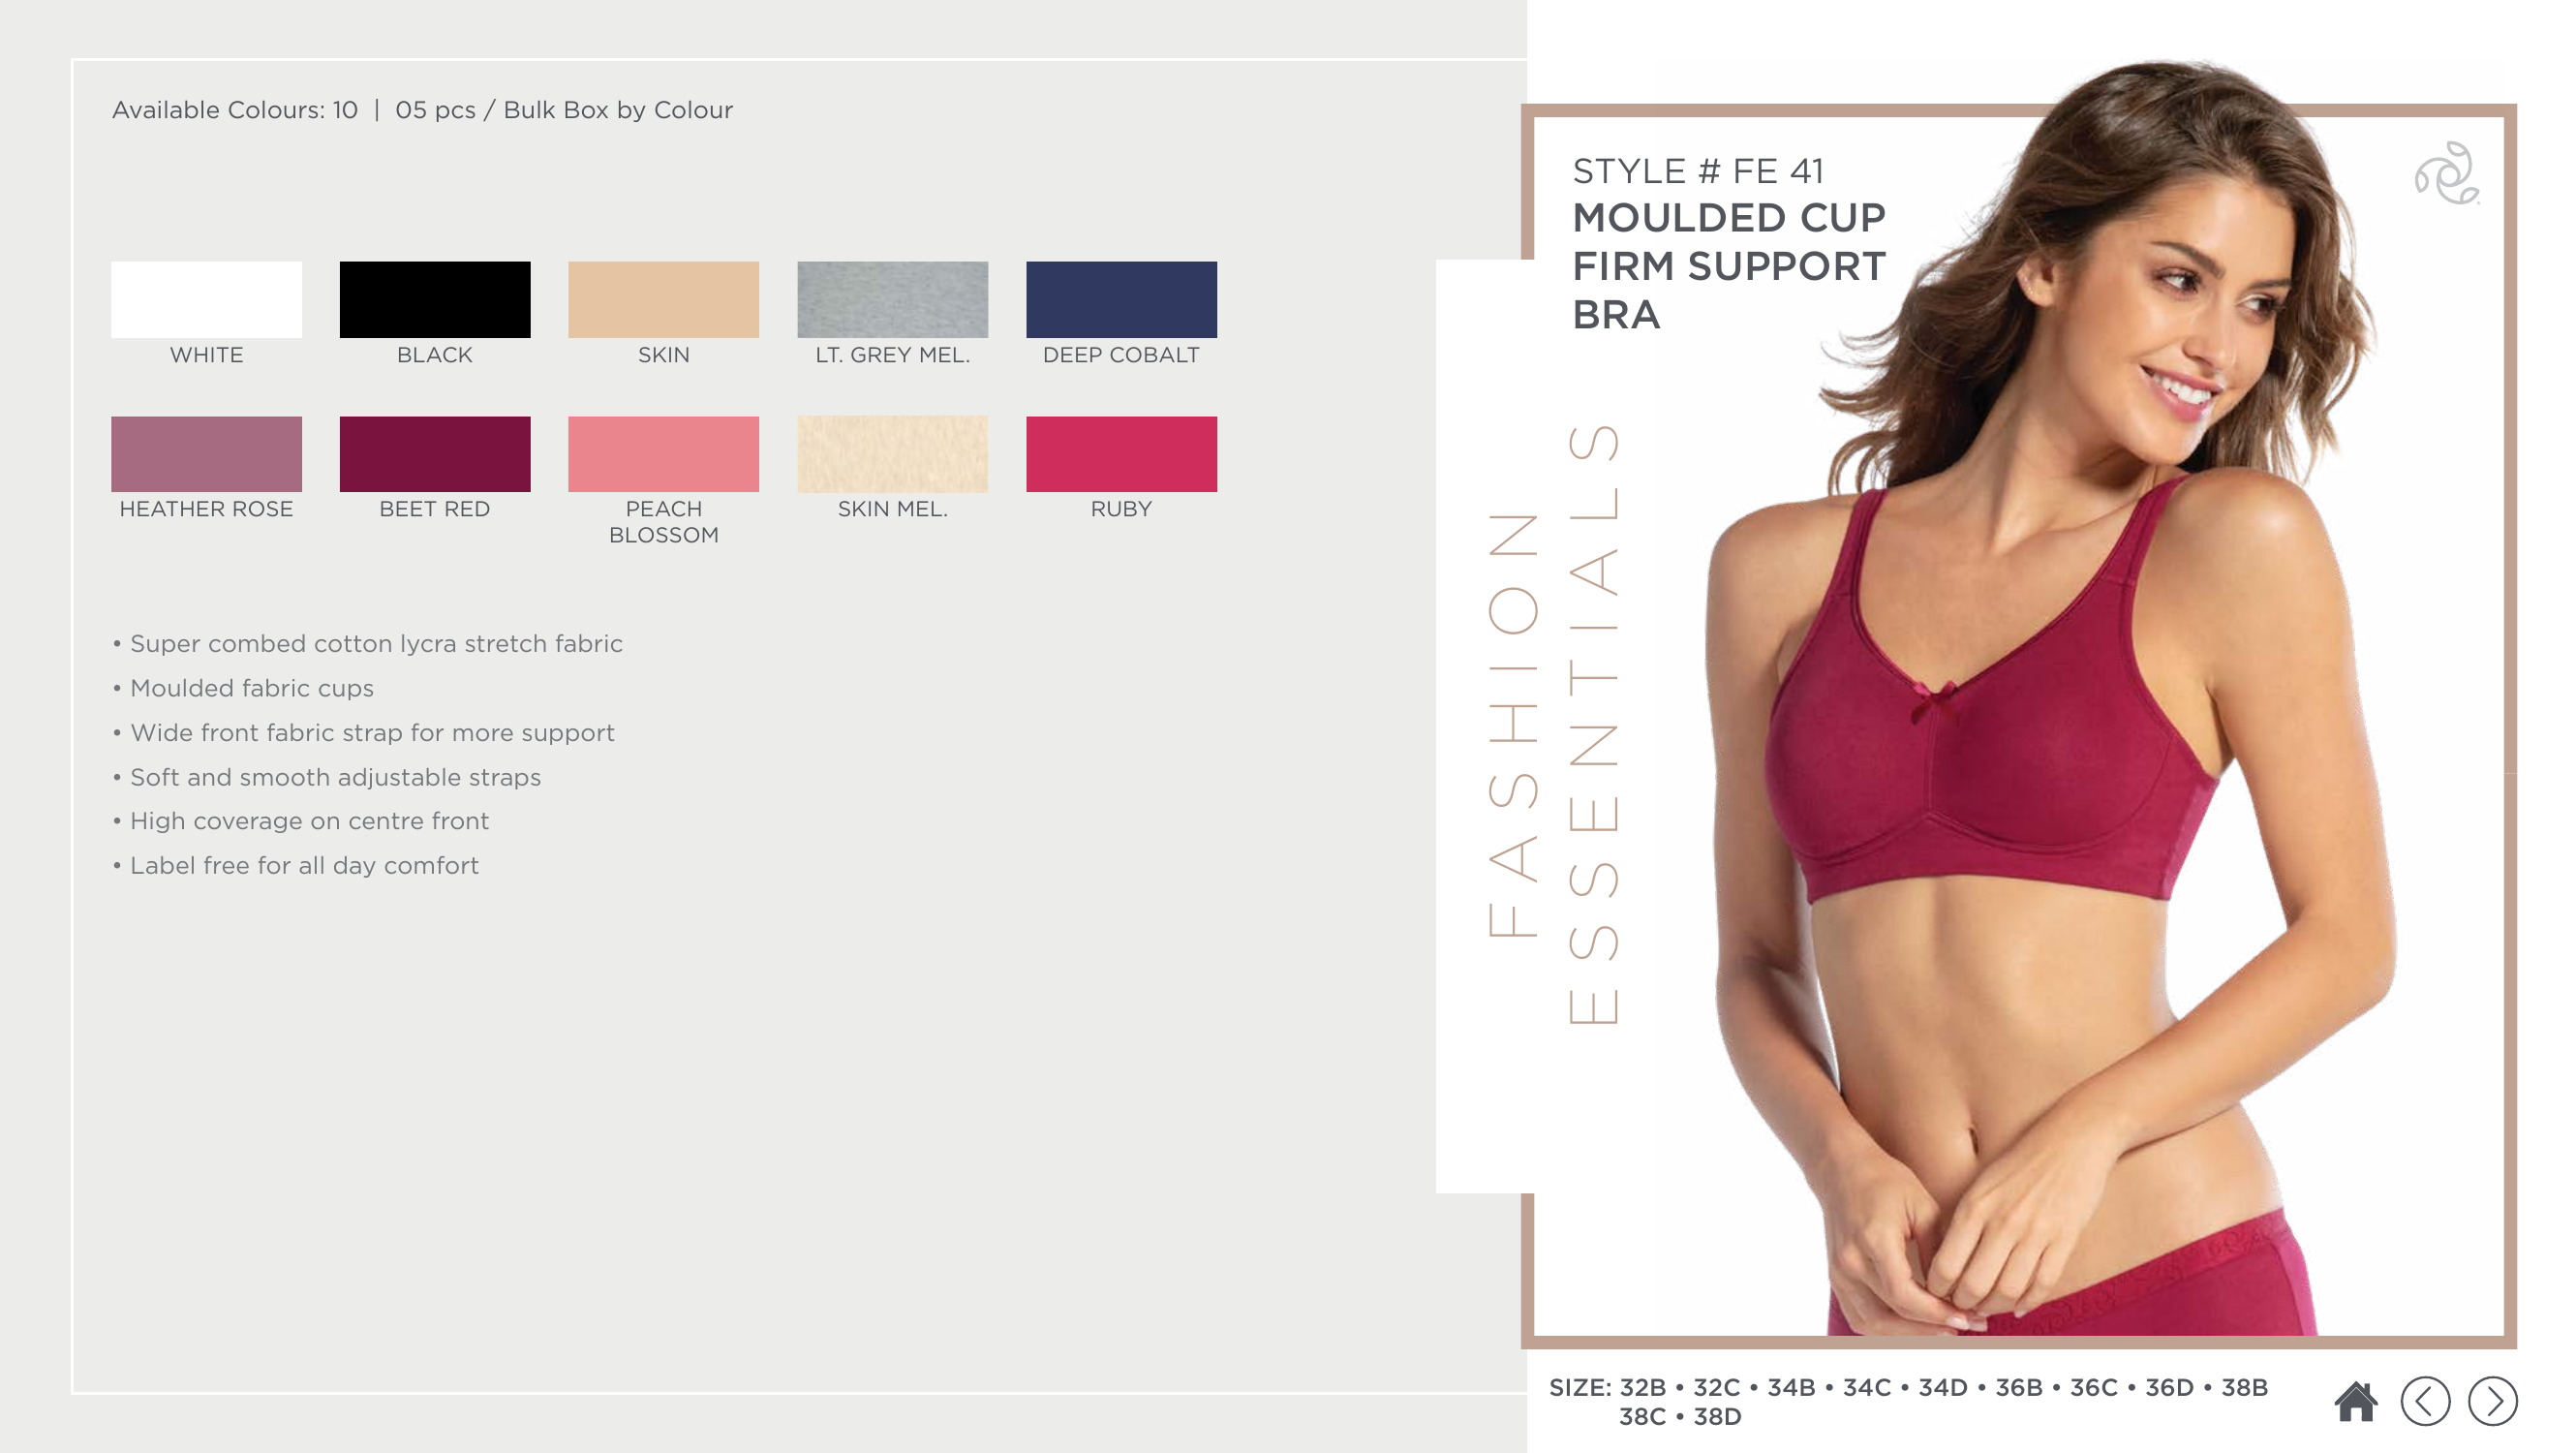 Available Colours: 10 | 05 pcs / Bulk Box by Colour
WHITE
BLACK
SKIN
LT. GREY MEL.
DEEP COBALT
HEATHER ROSE
BEET RED
PEACH
BLOSSOM
SKIN MEL.
RUBY
• Super combed cotton lycra stretch fabric
• Moulded fabric cups
• Wide front fabric strap for more support
• Soft and smooth adjustable straps
• High coverage on centre front
• Label free for all day comfort
STYLE # FE 41
MOULDED CUP
FIRM SUPPORT
BRA
FASHION
ESSENTIALS
SIZE: 32B • 32C • 34B • 34C • 34D • 36B • 36C • 36D • 38B
38C • 38D